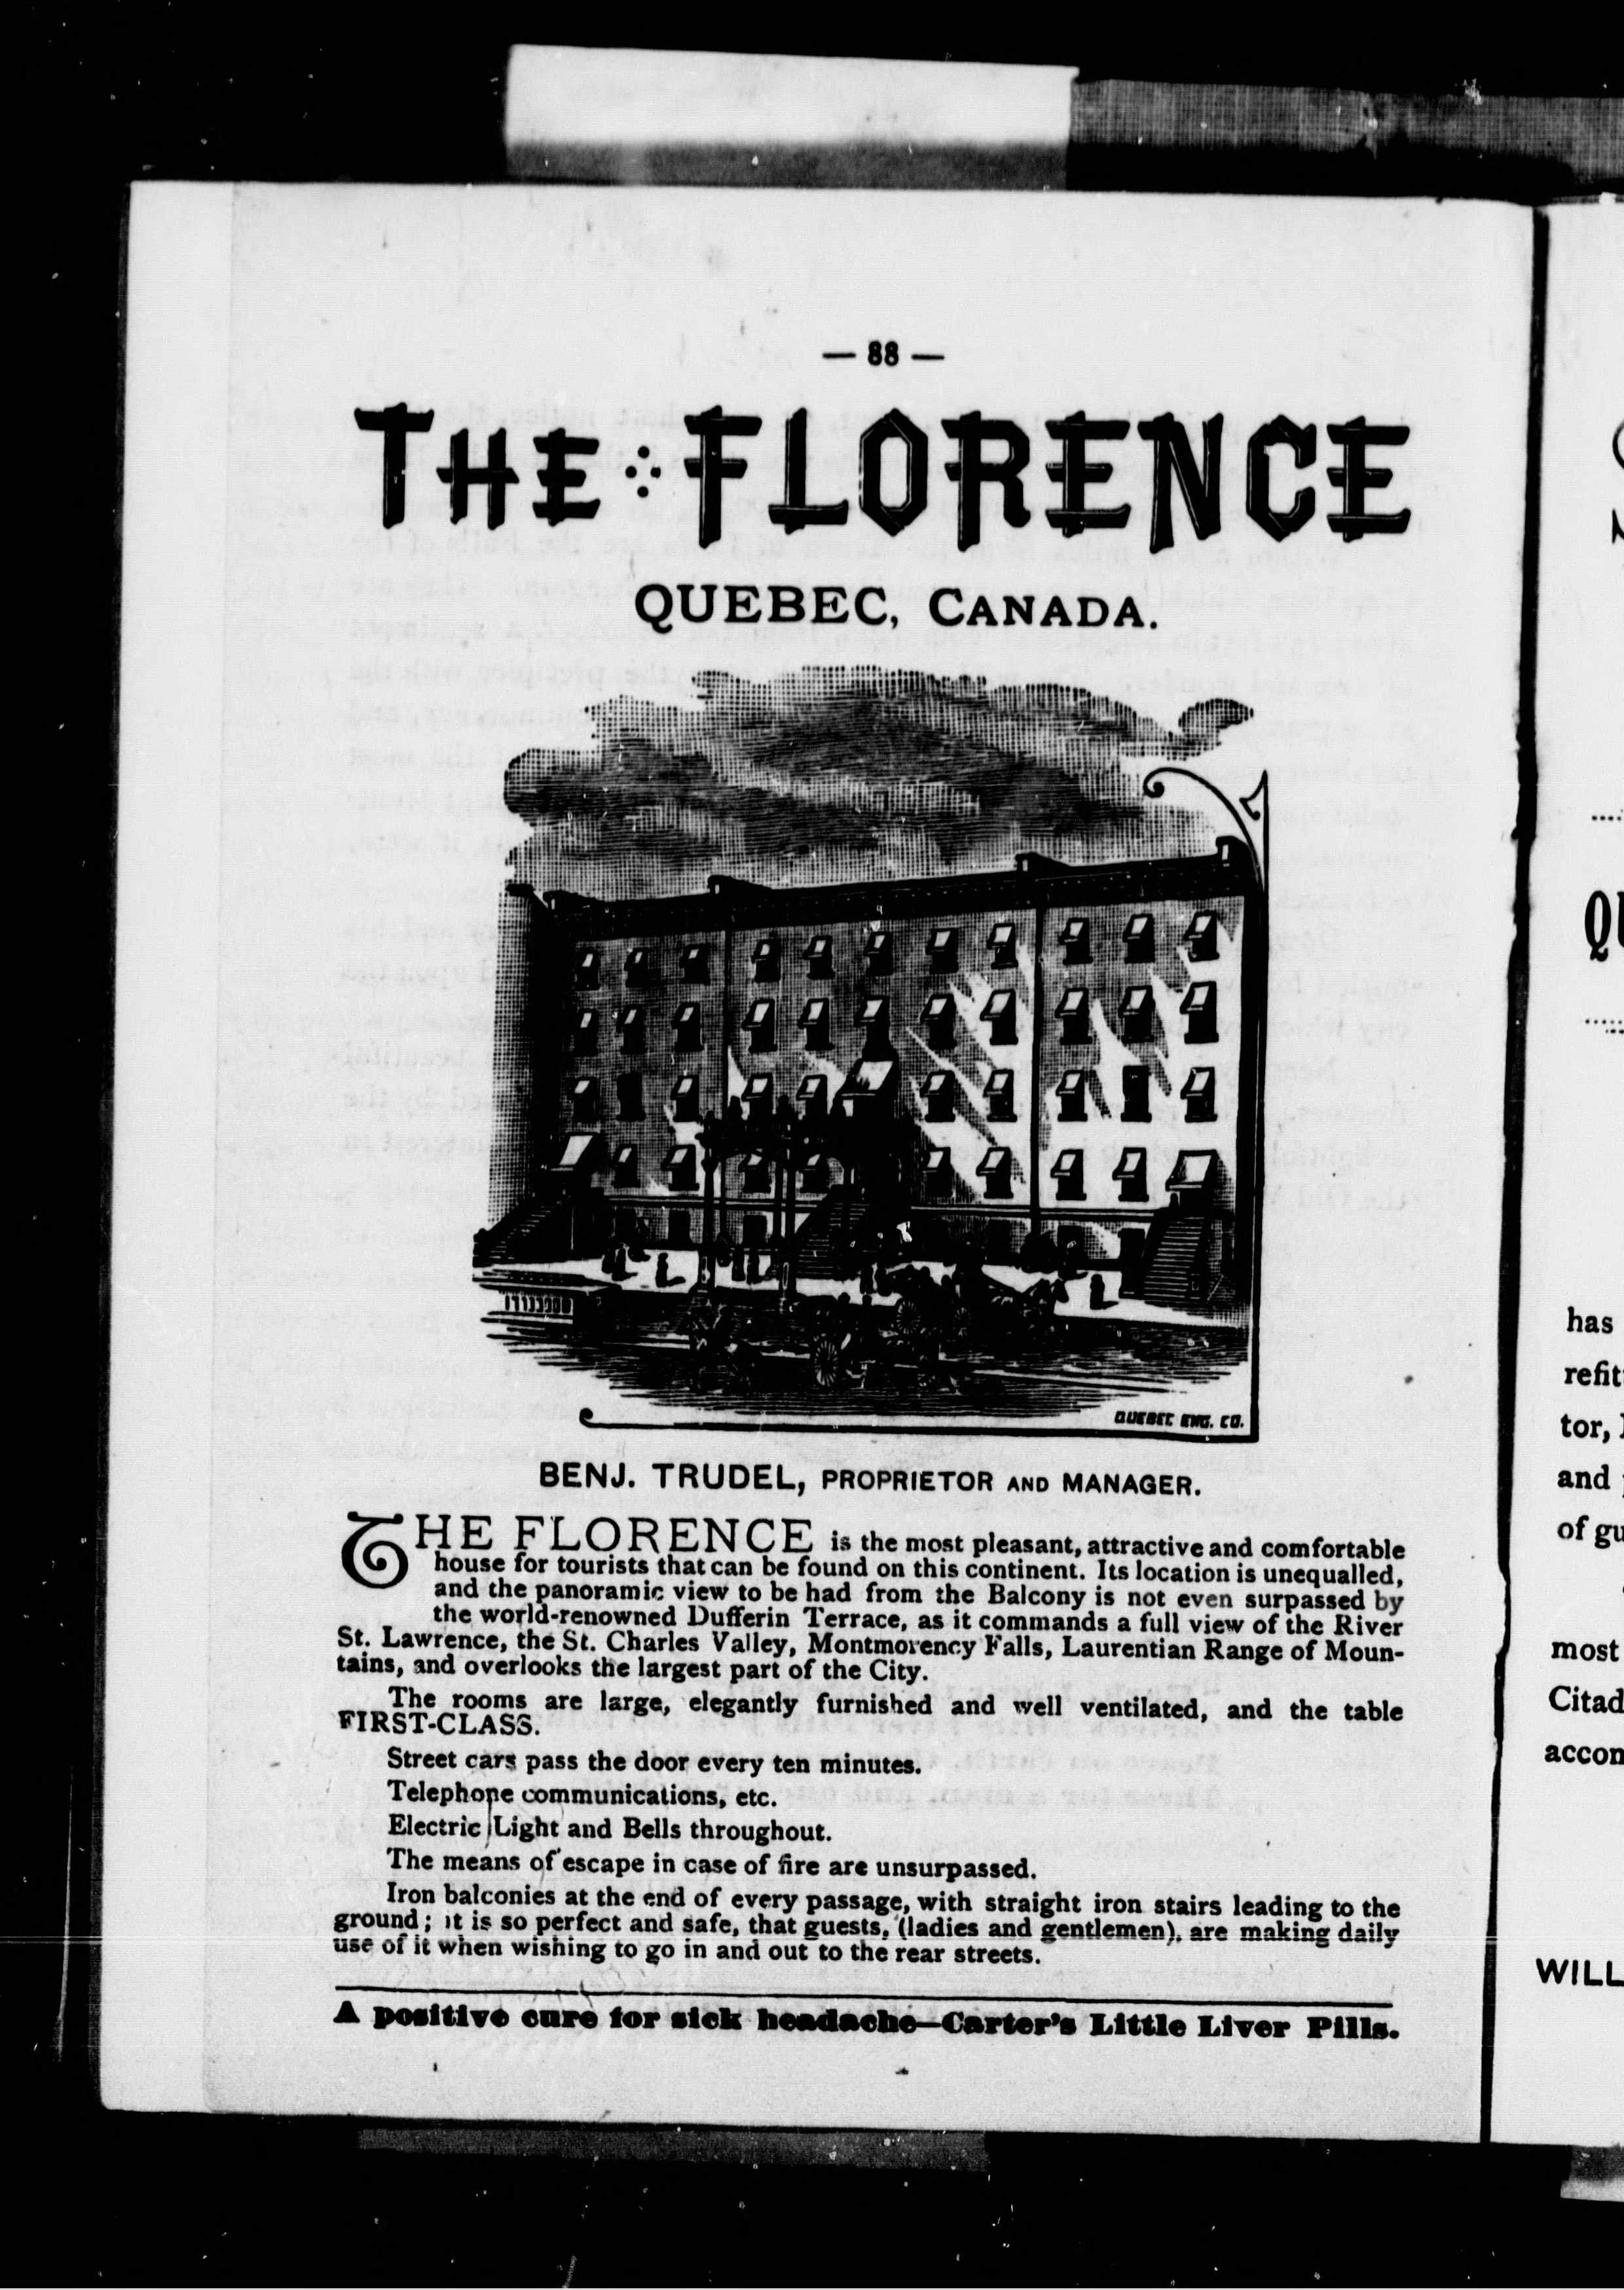 — 88 —
THE FLORENCE
QUEBEC, CANADA.
QUEBEC ENG. CO.
BENJ. TRUDEL, PROPRIETOR AND MANAGER.
THE FLORENCE is the most pleasant, attractive and comfortable
house for tourists that can be found on this continent. Its location is unequalled,
and the panoramic view to be had from the Balcony is not even surpassed by
the world-renowned Dufferin Terrace, as it commands a full view of the River
St. Lawrence, the St. Charles Valley, Montmorency Falls, Laurentian Range of Moun-
tains, and overlooks the largest part of the City.
The rooms are large, elegantly furnished and well ventilated, and the table
FIRST-CLASS.
Street cars pass the door every ten minutes.
Telephone communications, etc.
Electric Light and Bells throughout.
The means of escape in case of fire are unsurpassed.
Iron balconies at the end of every passage, with straight iron stairs leading to the
ground; it is so perfect and safe, that guests, (ladies and gentlemen), are making daily
use of it when wishing to go in and out to the rear streets.
A positive cure for sick headache—Carter's Little Liver Pills.
QU
has
refit
tor,
and
of gu
most
Citad
accon
WILL